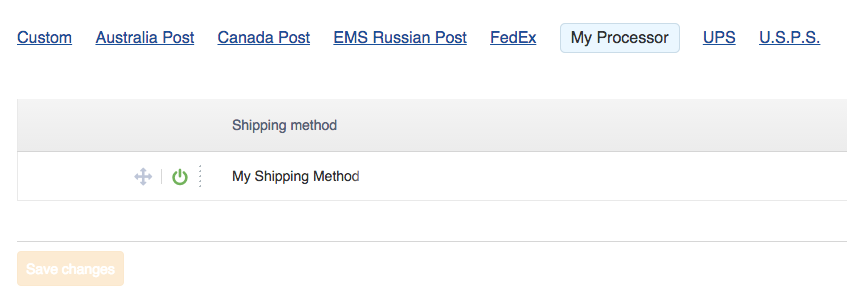 Custom Australia Post Canada Post EMS Russian Post FedEx My Processor UPS U.S.P.S.
Shipping method
My Shipping Method
Save changes